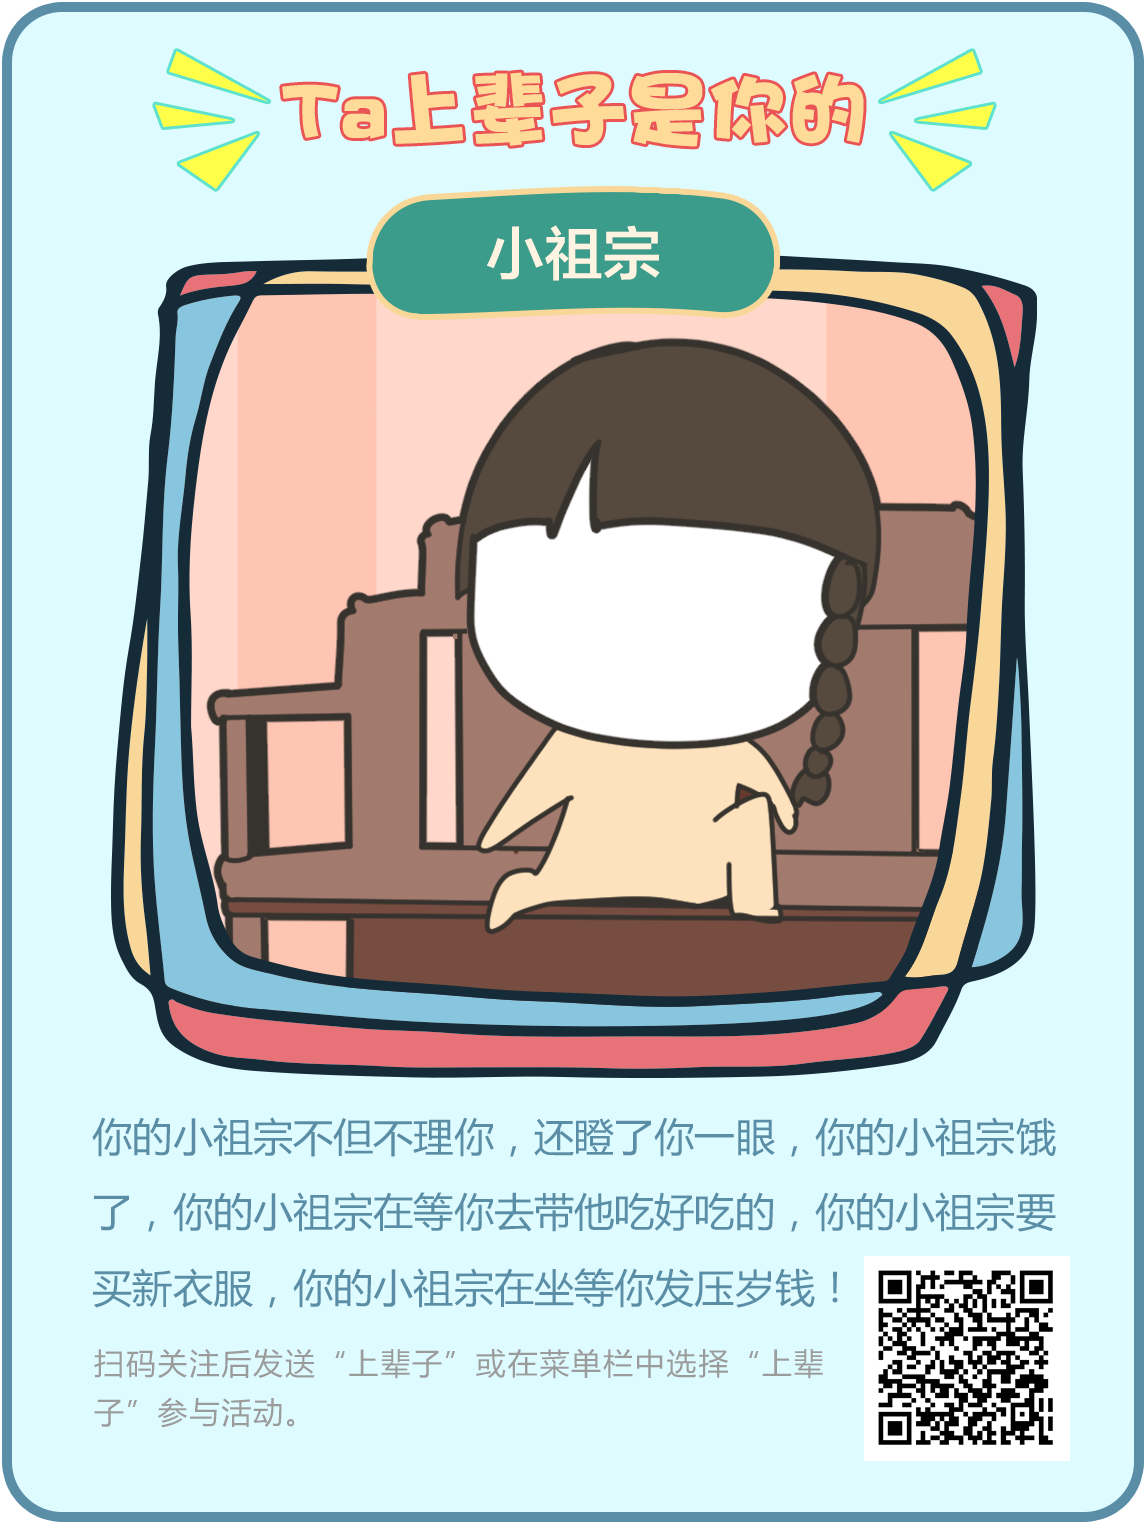 Ta上辈子是你的
小祖宗
你的小祖宗不但不理你，还瞪了你一眼，你的小祖宗饿
了，你的小祖宗在等你去带他吃好吃的，你的小祖宗要
买新衣服，你的小祖宗在坐等你发压岁钱！
扫码关注后发送“上辈子”或在菜单栏中选择“上辈
子”参与活动。